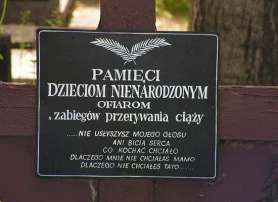 PAMIĘCI
DZIECIOM NIENARODZONYM
OFIAROM
, zabiegów przerywania ciąży
.....NIE USŁYSZYSZ MOJEGO GŁOSU
ANI BICIA SERCA
CO KOCHAĆ CHCIAŁO
DLACZEGO MNIE NIE CHCIAŁAŚ MAMO
DLACZEGO NIE CHCIAŁEŚ TATO......